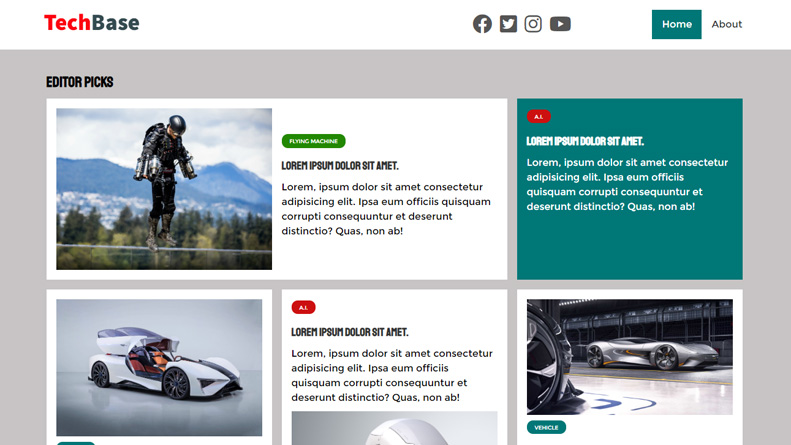 TechBase
Home
About
EDITOR PICKS
FLYING MACHINE
LOREM IPSUM DOLOR SIT AMET.
Lorem, ipsum dolor sit amet consectetur
adipisicing elit. Ipsa eum officiis quisquam
corrupti consequuntur et deserunt
distinctio? Quas, non ab!
A.I.
LOREM IPSUM DOLOR SIT AMET.
Lorem, ipsum dolor sit amet consectetur
adipisicing elit. Ipsa eum officiis
quisquam corrupti consequuntur et
deserunt distinctio? Quas, non ab!
A.I.
LOREM IPSUM DOLOR SIT AMET.
Lorem, ipsum dolor sit amet consectetur
adipisicing elit. Ipsa eum officiis
quisquam corrupti consequuntur et
deserunt distinctio? Quas, non ab!
VEHICLE